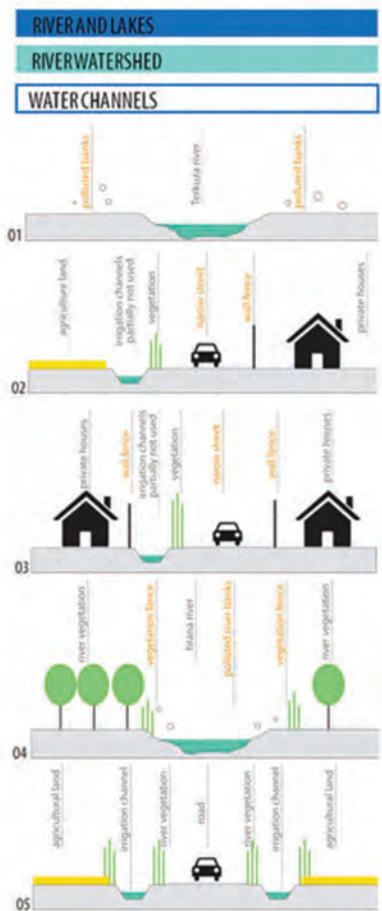 RIVER AND LAKES
RIVER WATERSHED
WATER CHANNELS
polluted banks
Terkuza river
polluted banks
01
agriculture land
irrigation channels
partially not used
vegetation
narow street
wall fence
private houses
02
private houses
wall fence
irrigation channels
partially not used
vegetation
narow street
wall fence
private houses
03
river vegetation
vegetation fence
tirana river
polluted river banks
vegetation fence
river vegetation
04
agricultural land
irrigation channel
river vegetation
road
river vegetation
irrigation channel
agricultural land
05